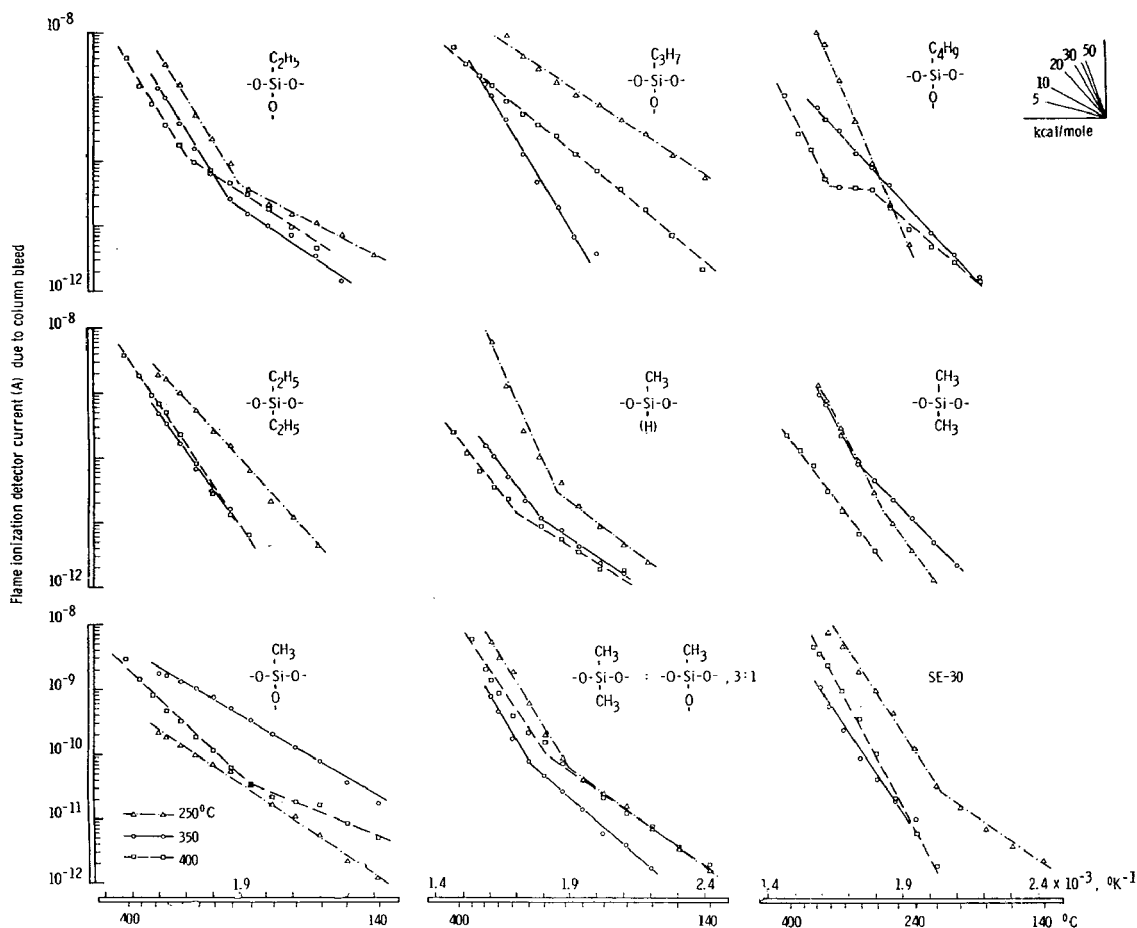 Flame ionization detector current (A) due to column bleed
10⁻⁸
10⁻¹²
C₂H₅
-O-Si-O-
O
C₃H₇
-O-Si-O-
O
C₄H₉
-O-Si-O-
O
5
10
20
30
50
kcal/mole
10⁻⁸
10⁻¹²
C₂H₅
-O-Si-O-
C₂H₅
CH₃
-O-Si-O-
(H)
CH₃
-O-Si-O-
CH₃
10⁻⁸
10⁻⁹
10⁻¹⁰
10⁻¹¹
10⁻¹²
CH₃
-O-Si-O-
O
250⁰C
350
400
CH₃ CH₃
-O-Si-O- : -O-Si-O- , 3:1
CH₃ O
SE-30
1.9 1.4 1.9 2.4 1.4 1.9 2.4 x 10⁻³, ⁰K⁻¹
400 140 400 140 400 240 140 ⁰C